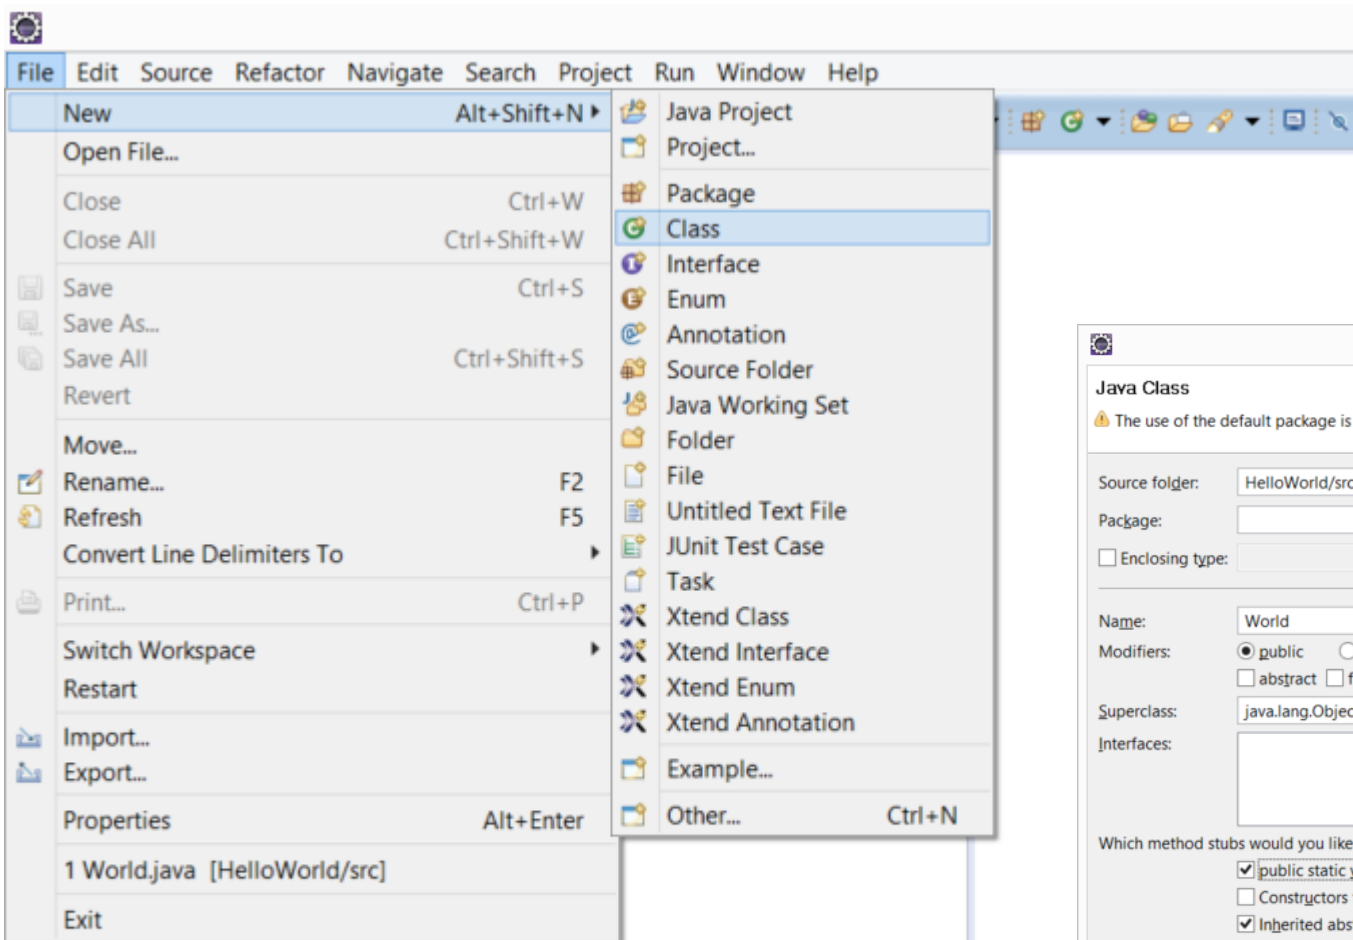 File Edit Source Refactor Navigate Search Project Run Window Help
New Alt+Shift+N
Open File...
Close Ctrl+W
Close All Ctrl+Shift+W
Save Ctrl+S
Save As...
Save All Ctrl+Shift+S
Revert
Move...
Rename... F2
Refresh F5
Convert Line Delimiters To
Print... Ctrl+P
Switch Workspace
Restart
Import...
Export...
Properties Alt+Enter
1 World.java [HelloWorld/src]
Exit
Java Project
Project...
Package
Class
Interface
Enum
Annotation
Source Folder
Java Working Set
Folder
File
Untitled Text File
JUnit Test Case
Task
Xtend Class
Xtend Interface
Xtend Enum
Xtend Annotation
Example...
Other... Ctrl+N
Java Class
The use of the default package is
Source folder: HelloWorld/src
Package:
Enclosing type:
Name: World
Modifiers: public
abstract
Superclass: java.lang.Objec
Interfaces:
Which method stubs would you like
public static
Constructors
Inherited abs